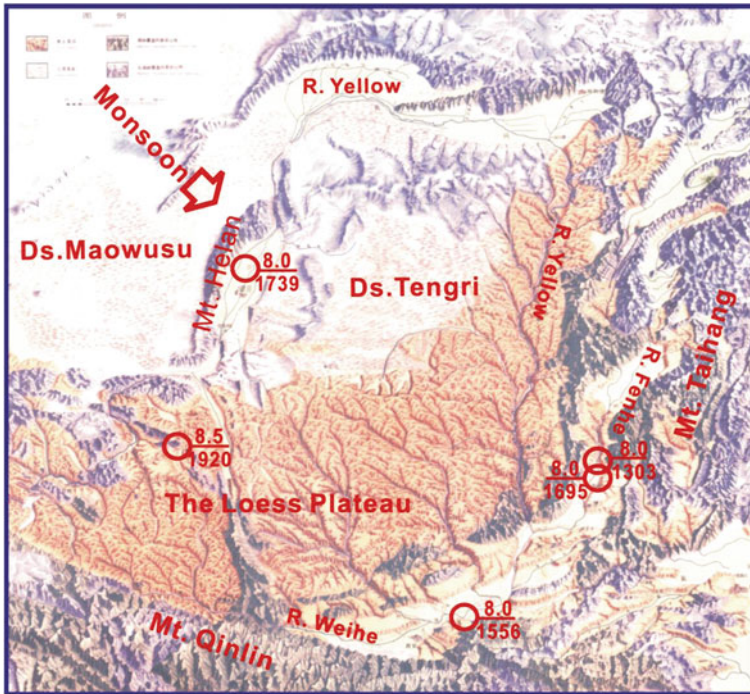 R. Yellow
Monsoon
Ds.Maowusu
Mt. Helan
8.0
1739
Ds.Tengri
R. Yellow
R. Fenhe
Mt. Taihang
8.5
1920
8.0
1303
8.0
1695
The Loess Plateau
R. Weihe
8.0
1556
Mt. Qinlin